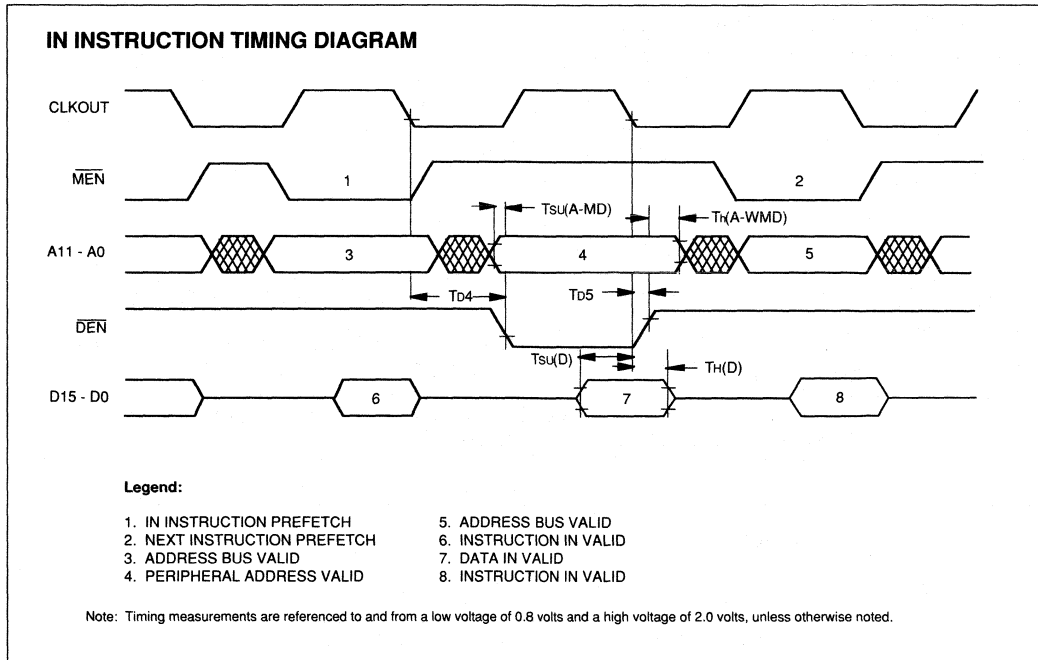 IN INSTRUCTION TIMING DIAGRAM
CLKOUT
MEN
1
2
TSU(A-MD)
Th(A-WMD)
A11 - A0
3
4
5
TD4
TD5
DEN
TSU(D)
TH(D)
D15 - D0
6
7
8
Legend:
1. IN INSTRUCTION PREFETCH
2. NEXT INSTRUCTION PREFETCH
3. ADDRESS BUS VALID
4. PERIPHERAL ADDRESS VALID
5. ADDRESS BUS VALID
6. INSTRUCTION IN VALID
7. DATA IN VALID
8. INSTRUCTION IN VALID
Note: Timing measurements are referenced to and from a low voltage of 0.8 volts and a high voltage of 2.0 volts, unless otherwise noted.